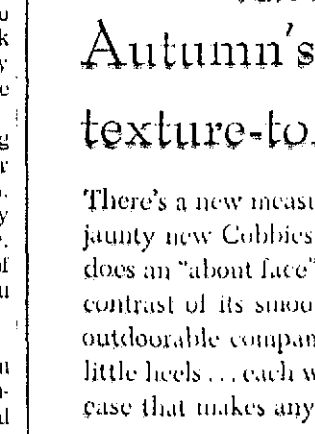 Autumn's
texture-to
There's a new measu
jaunty new Cobbies
does an "about face"
contrast of its smoo
outdoorable compan
little heels ... each w
ease that makes any